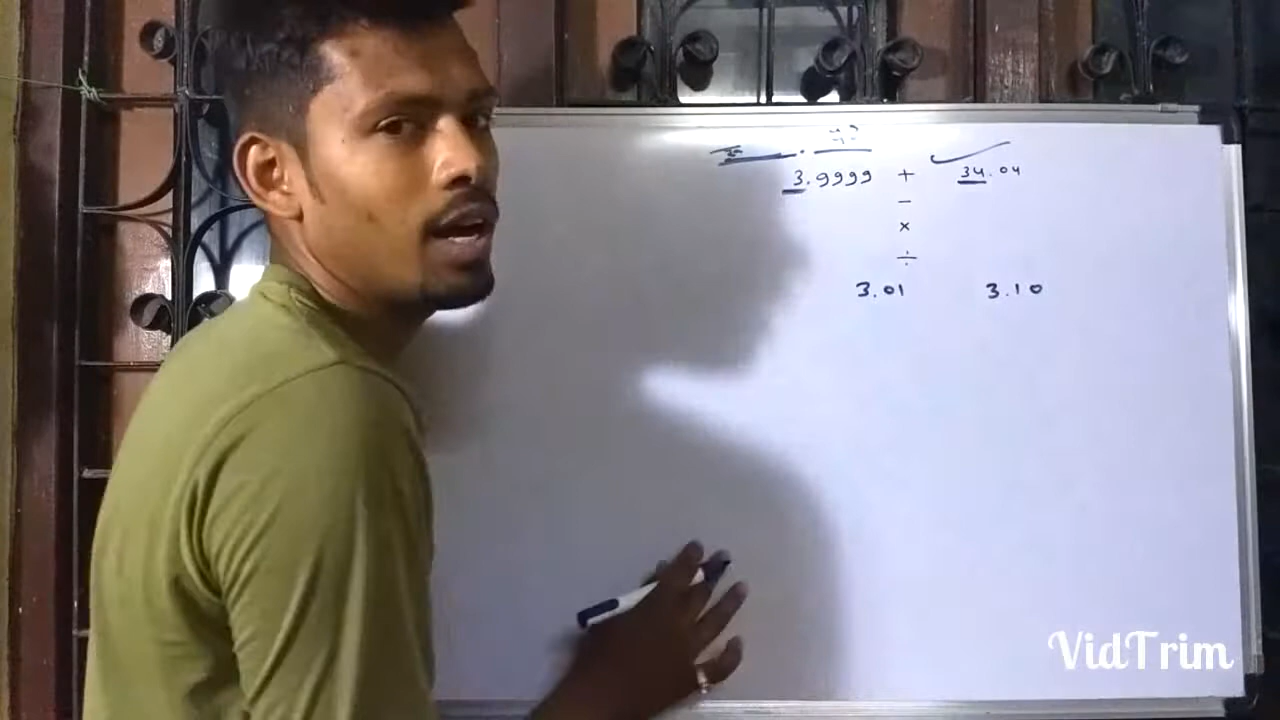 3.9999 + 34.04
−
×
÷
3.01 3.10
VidTrim